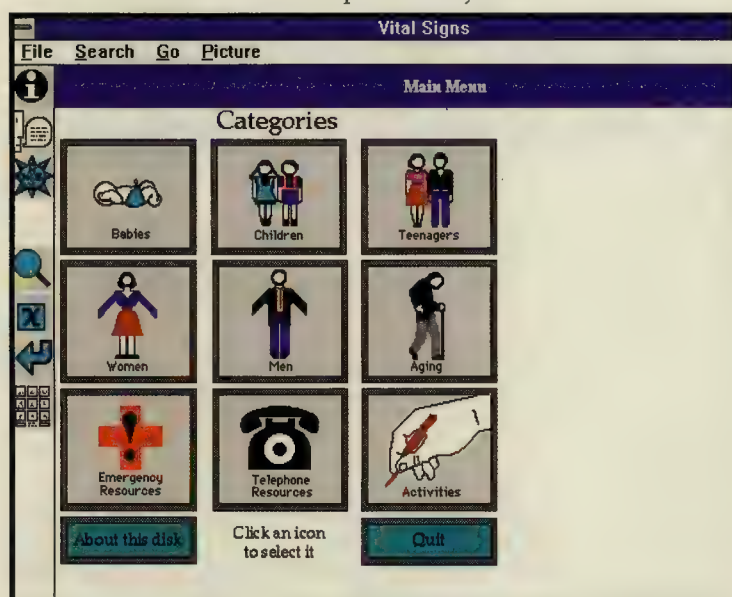 Vital Signs
File Search Go Picture
Main Menu
Categories
Babies
Children
Teenagers
Women
Men
Aging
Emergency
Resources
Telephone
Resources
Activities
About this disk
Click an icon
to select it
Quit